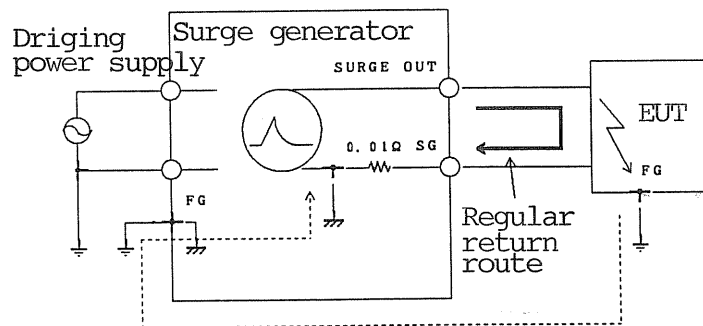 Driging
power supply
Surge generator
SURGE OUT
EUT
0.01Ω SG
FG
FG
Regular
return
route